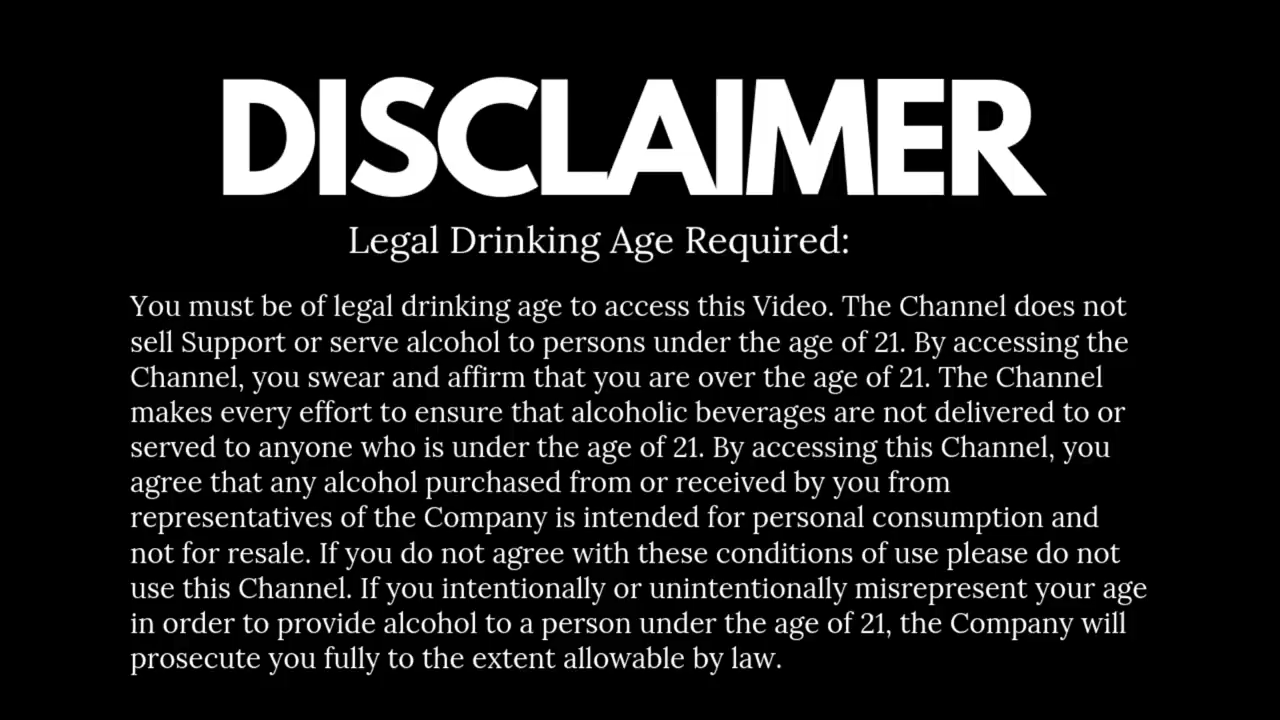 DISCLAIMER
Legal Drinking Age Required:
You must be of legal drinking age to access this Video. The Channel does not
sell Support or serve alcohol to persons under the age of 21. By accessing the
Channel, you swear and affirm that you are over the age of 21. The Channel
makes every effort to ensure that alcoholic beverages are not delivered to or
served to anyone who is under the age of 21. By accessing this Channel, you
agree that any alcohol purchased from or received by you from
representatives of the Company is intended for personal consumption and
not for resale. If you do not agree with these conditions of use please do not
use this Channel. If you intentionally or unintentionally misrepresent your age
in order to provide alcohol to a person under the age of 21, the Company will
prosecute you fully to the extent allowable by law.